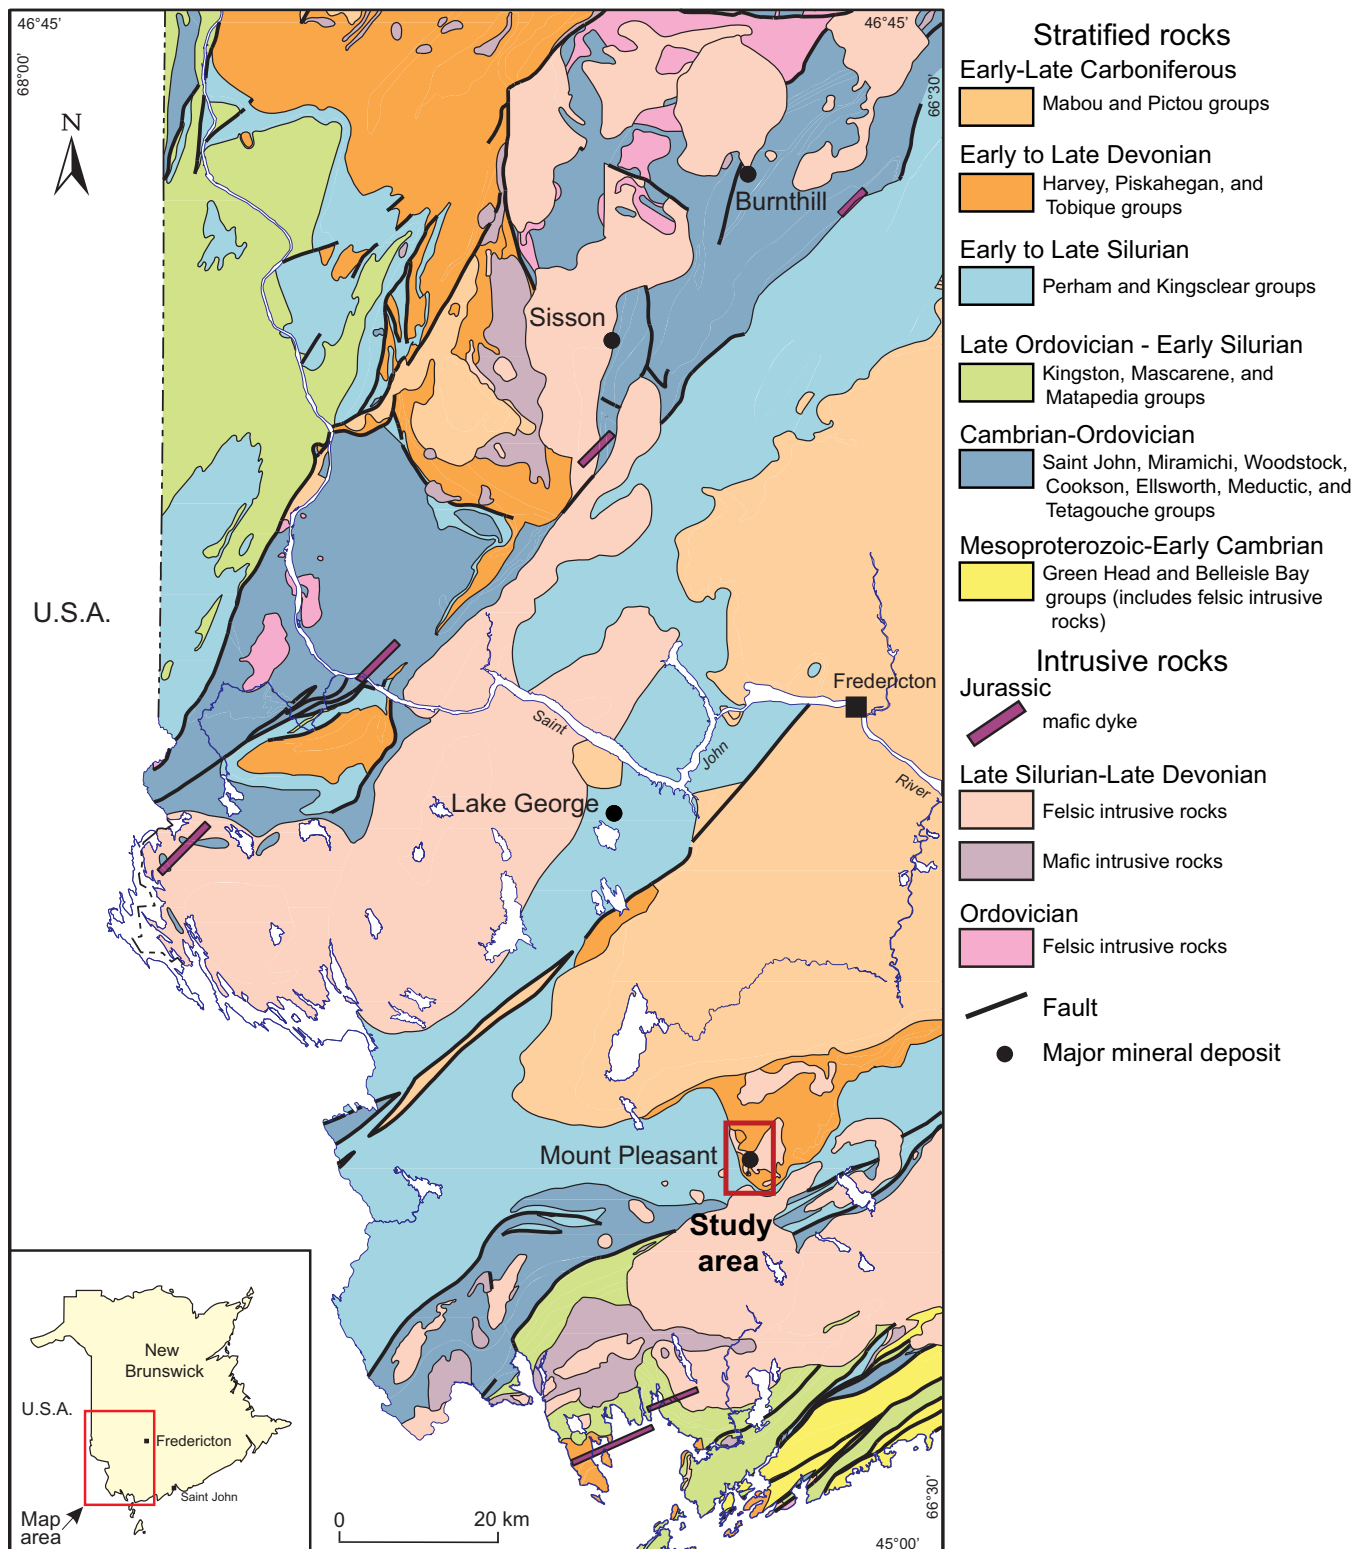 46°45’
46°45’
68°00’
66°30’
N
Burnthill
Sisson
U.S.A.
Fredericton
Saint
John
River
Lake George
Mount Pleasant
Study
area
New
Brunswick
U.S.A.
Fredericton
Saint John
Map
area
0
20 km
66°30’
45°00’
Stratified rocks
Early-Late Carboniferous
Mabou and Pictou groups
Early to Late Devonian
Harvey, Piskahegan, and
Tobique groups
Early to Late Silurian
Perham and Kingsclear groups
Late Ordovician - Early Silurian
Kingston, Mascarene, and
Matapedia groups
Cambrian-Ordovician
Saint John, Miramichi, Woodstock,
Cookson, Ellsworth, Meductic, and
Tetagouche groups
Mesoproterozoic-Early Cambrian
Green Head and Belleisle Bay
groups (includes felsic intrusive
rocks)
Intrusive rocks
Jurassic
mafic dyke
Late Silurian-Late Devonian
Felsic intrusive rocks
Mafic intrusive rocks
Ordovician
Felsic intrusive rocks
Fault
Major mineral deposit